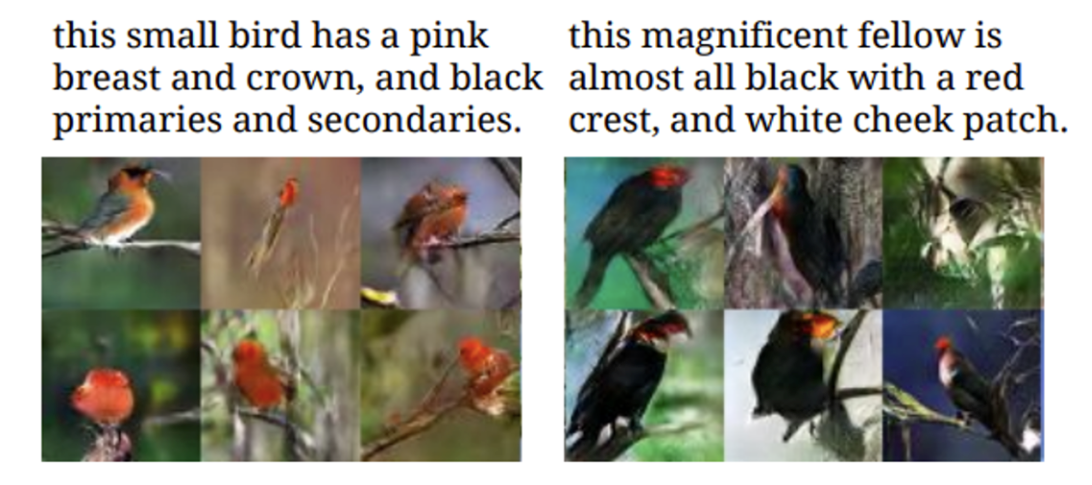 this small bird has a pink
breast and crown, and black
primaries and secondaries.
this magnificent fellow is
almost all black with a red
crest, and white cheek patch.